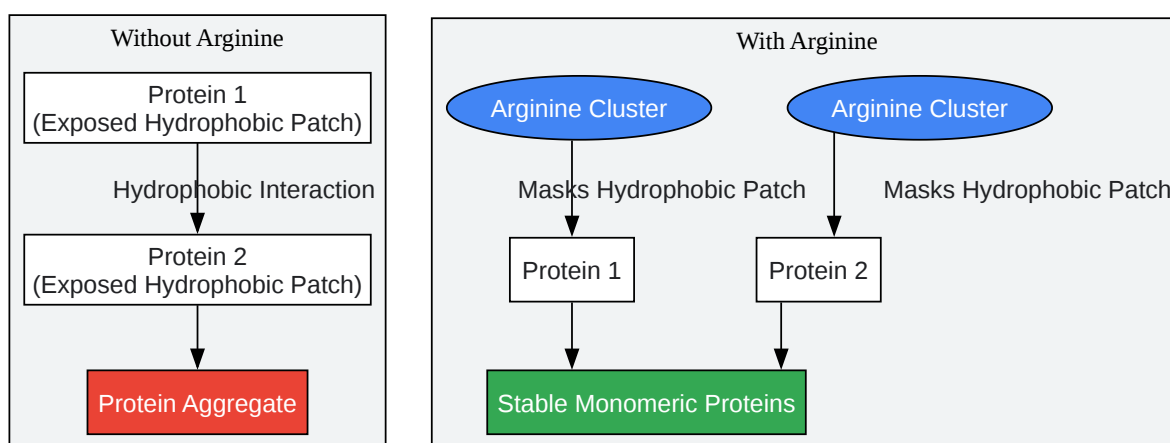 Without Arginine
Protein 1
(Exposed Hydrophobic Patch)
Hydrophobic Interaction
Protein 2
(Exposed Hydrophobic Patch)
Protein Aggregate
With Arginine
Arginine Cluster
Arginine Cluster
Masks Hydrophobic Patch
Masks Hydrophobic Patch
Protein 1
Protein 2
Stable Monomeric Proteins